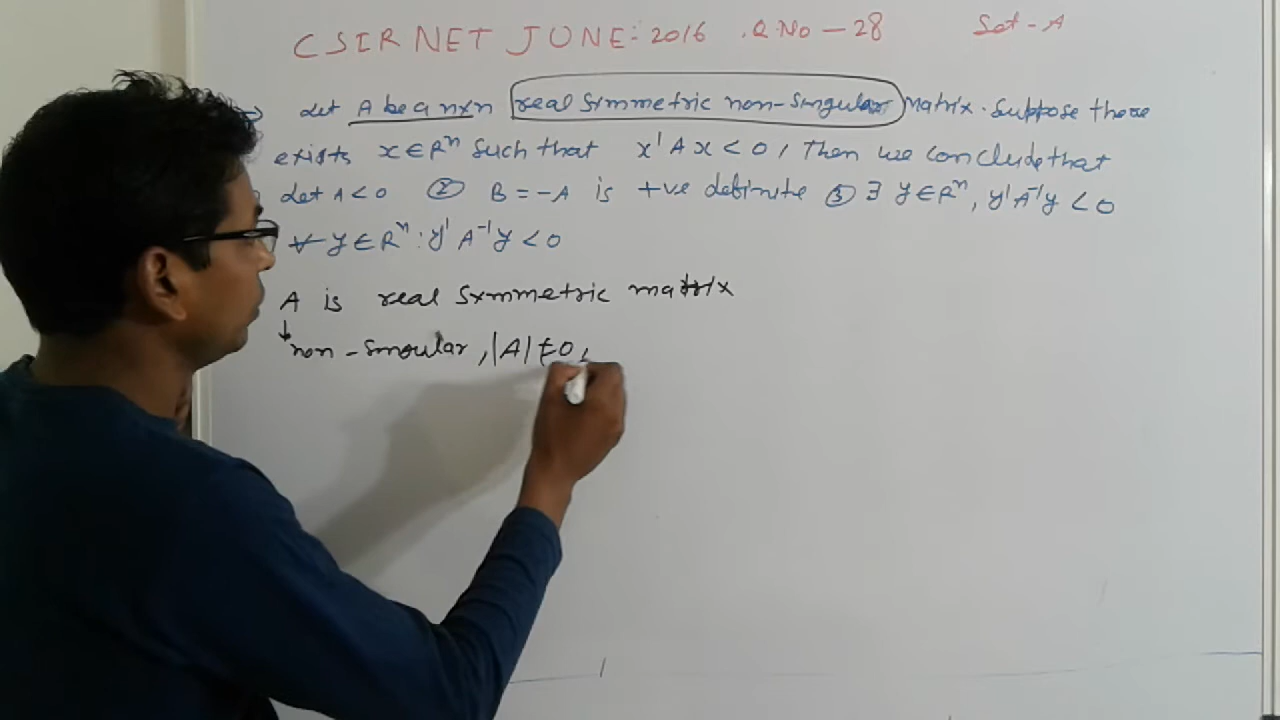 CSIR NET JUNE: 2016 . Q. No - 28 Set - A
⇒ Let A be a n×n real symmetric non-singular matrix. Suppose there
exists x∈Rⁿ such that x'Ax<0, Then we conclude that
det A<0 ② B=-A is +ve definite ③ ∃ y∈Rⁿ, y'A⁻¹y<0
∀ y∈Rⁿ: y'A⁻¹y<0
A is real symmetric matrix
↓
non-singular, |A|≠0,